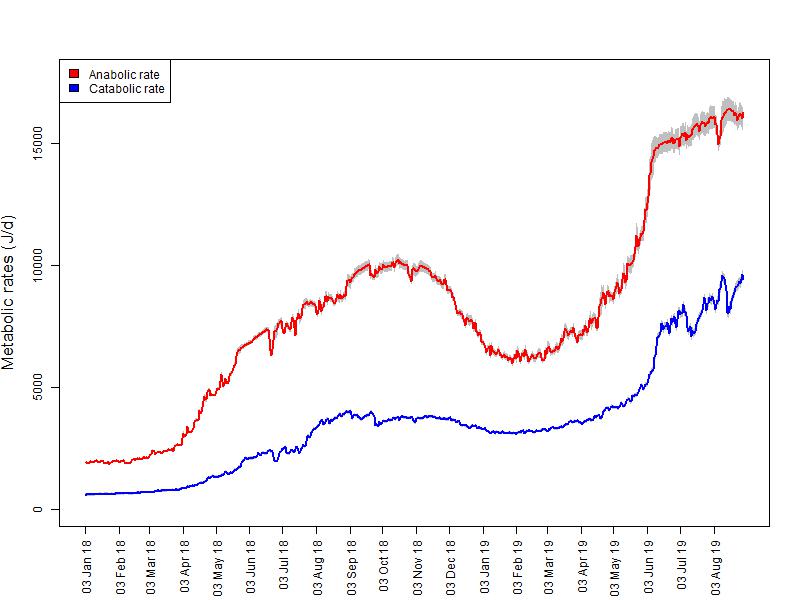 Anabolic rate
Catabolic rate
Metabolic rates (J/d)
15000
10000
5000
0
03 Jan 18
03 Feb 18
03 Mar 18
03 Apr 18
03 May 18
03 Jun 18
03 Jul 18
03 Aug 18
03 Sep 18
03 Oct 18
03 Nov 18
03 Dec 18
03 Jan 19
03 Feb 19
03 Mar 19
03 Apr 19
03 May 19
03 Jun 19
03 Jul 19
03 Aug 19